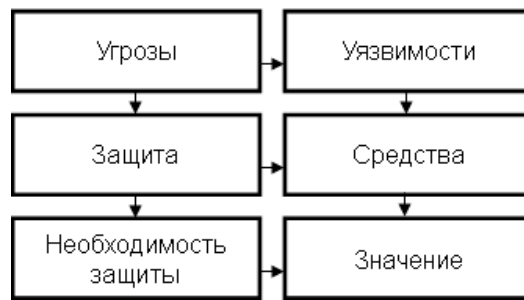 Угрозы
Уязвимости
Защита
Средства
Необходимость
защиты
Значение